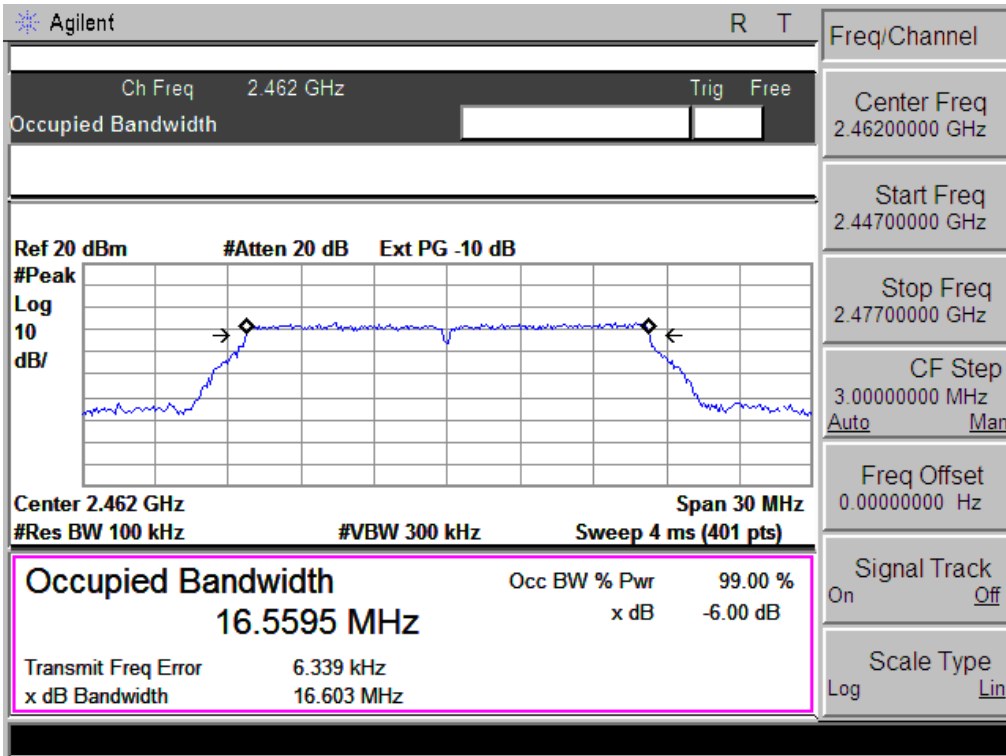 Agilent R T
Ch Freq 2.462 GHz Trig Free
Occupied Bandwidth
Ref 20 dBm #Atten 20 dB Ext PG -10 dB
#Peak
Log
10
dB/
Center 2.462 GHz Span 30 MHz
#Res BW 100 kHz #VBW 300 kHz Sweep 4 ms (401 pts)
Occupied Bandwidth Occ BW % Pwr 99.00 %
16.5595 MHz x dB -6.00 dB
Transmit Freq Error 6.339 kHz
x dB Bandwidth 16.603 MHz
Freq/Channel
Center Freq
2.46200000 GHz
Start Freq
2.44700000 GHz
Stop Freq
2.47700000 GHz
CF Step
3.00000000 MHz
Auto Man
Freq Offset
0.00000000 Hz
Signal Track
On Off
Scale Type
Log Lin